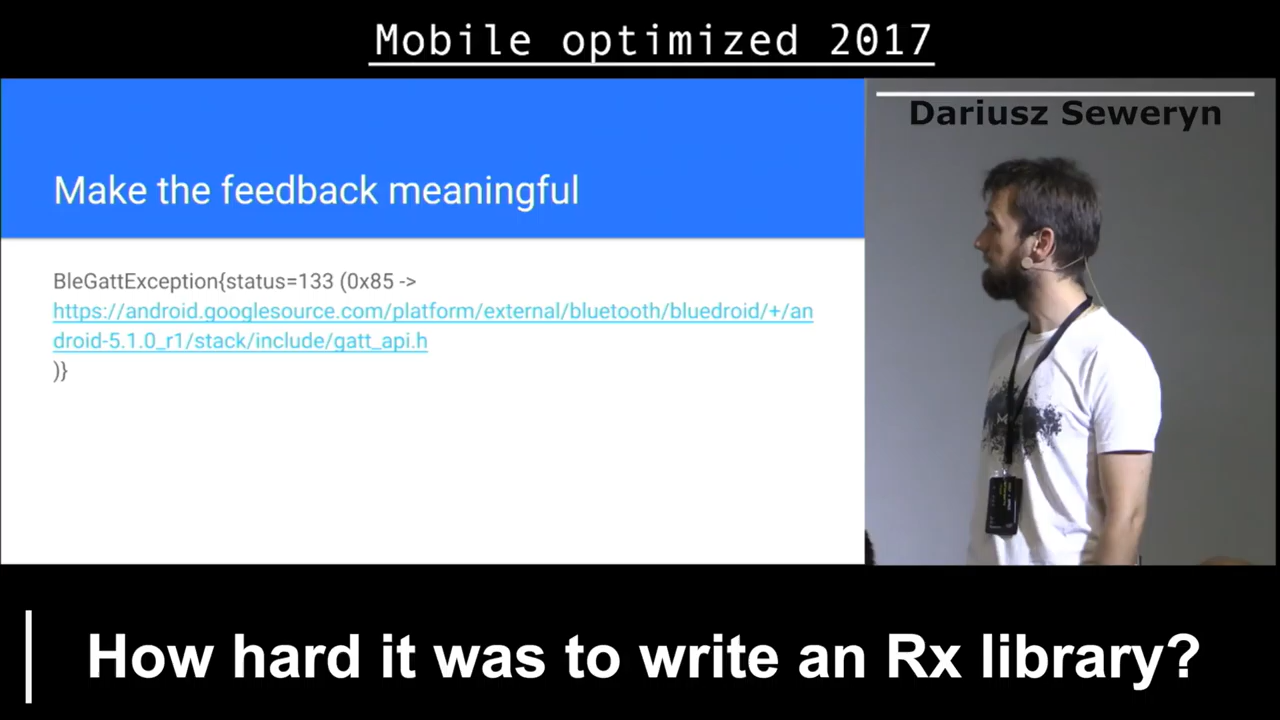 Mobile optimized 2017
Dariusz Seweryn
Make the feedback meaningful
BleGattException{status=133 (0x85 ->
https://android.googlesource.com/platform/external/bluetooth/bluedroid/+/an
droid-5.1.0_r1/stack/include/gatt_api.h
)}
How hard it was to write an Rx library?